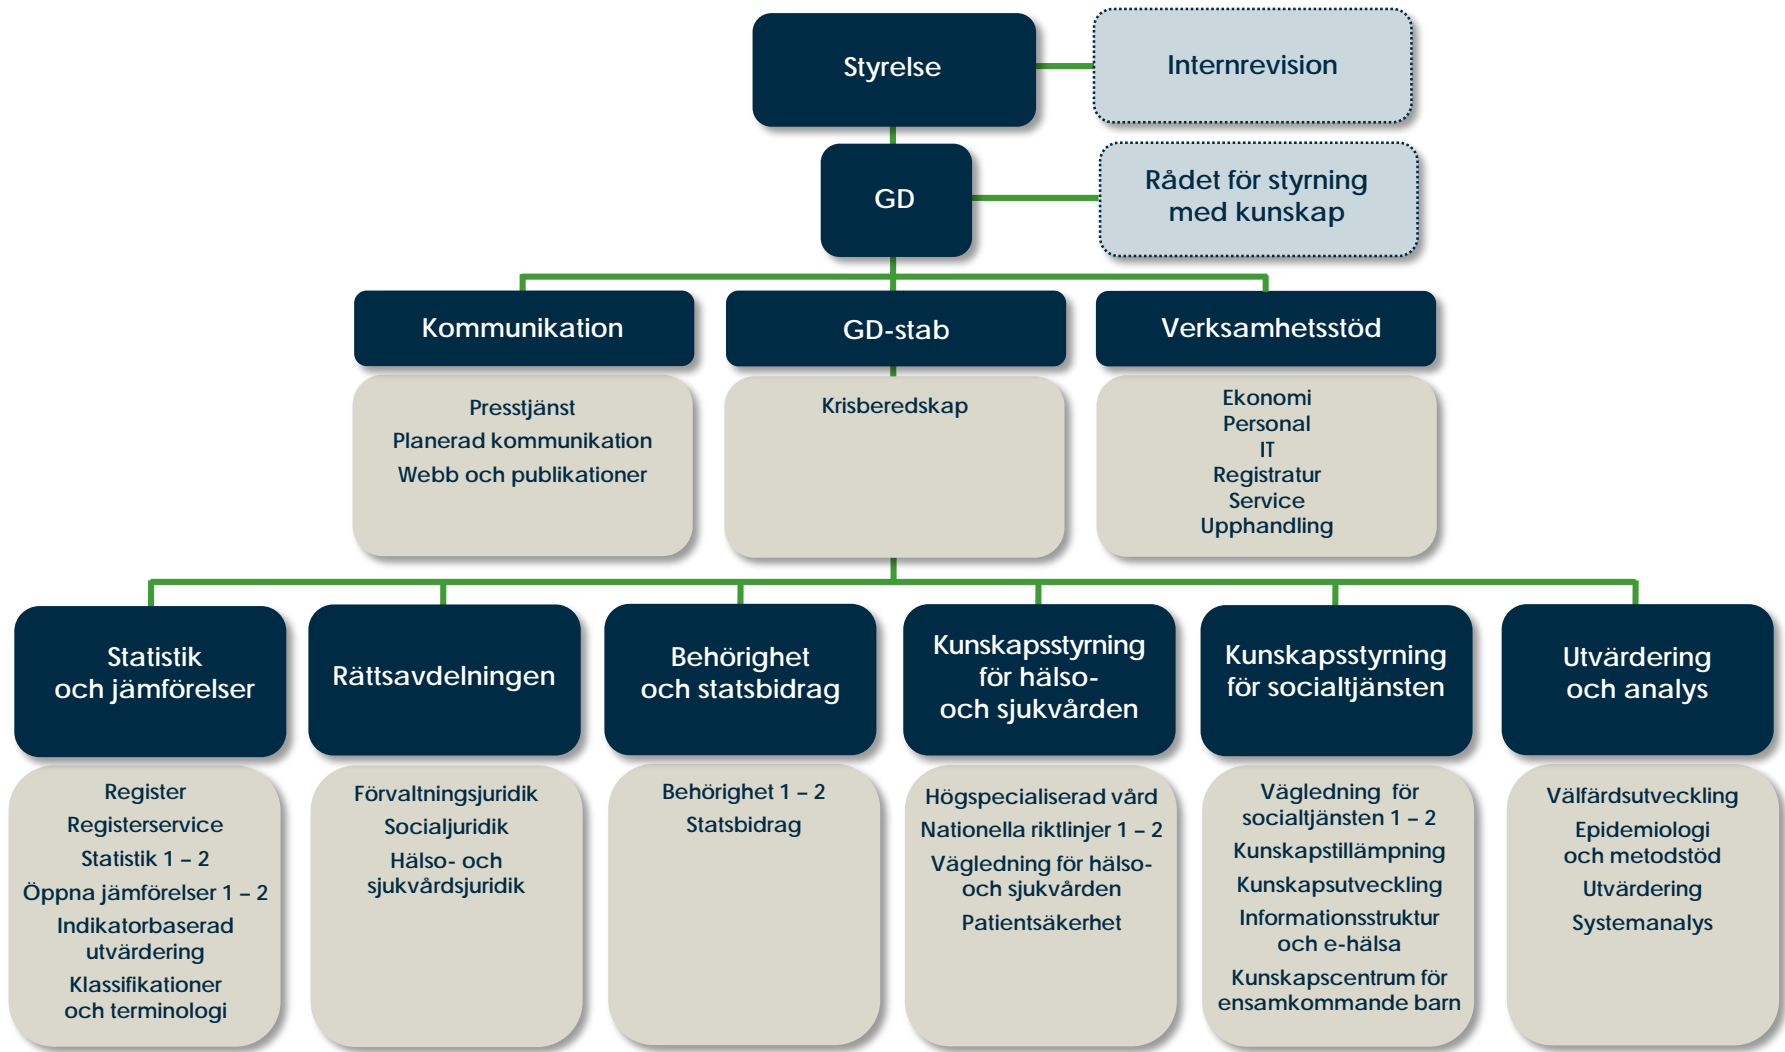 Styrelse
Internrevision
GD
Rådet för styrning
med kunskap
Kommunikation
GD-stab
Verksamhetsstöd
Presstjänst
Planerad kommunikation
Webb och publikationer
Krisberedskap
Ekonomi
Personal
IT
Registratur
Service
Upphandling
Statistik
och jämförelser
Rättsavdelningen
Behörighet
och statsbidrag
Kunskapsstyrning
för hälso-
och sjukvården
Kunskapsstyrning
för socialtjänsten
Utvärdering
och analys
Register
Registerservice
Statistik 1 – 2
Öppna jämförelser 1 – 2
Indikatorbaserad
utvärdering
Klassifikationer
och terminologi
Förvaltningsjuridik
Socialjuridik
Hälso- och
sjukvårdsjuridik
Behörighet 1 – 2
Statsbidrag
Högspecialiserad vård
Nationella riktlinjer 1 – 2
Vägledning för hälso-
och sjukvården
Patientsäkerhet
Vägledning för
socialtjänsten 1 – 2
Kunskapstillämpning
Kunskapsutveckling
Informationsstruktur
och e-hälsa
Kunskapscentrum för
ensamkommande barn
Välfärdsutveckling
Epidemiologi
och metodstöd
Utvärdering
Systemanalys